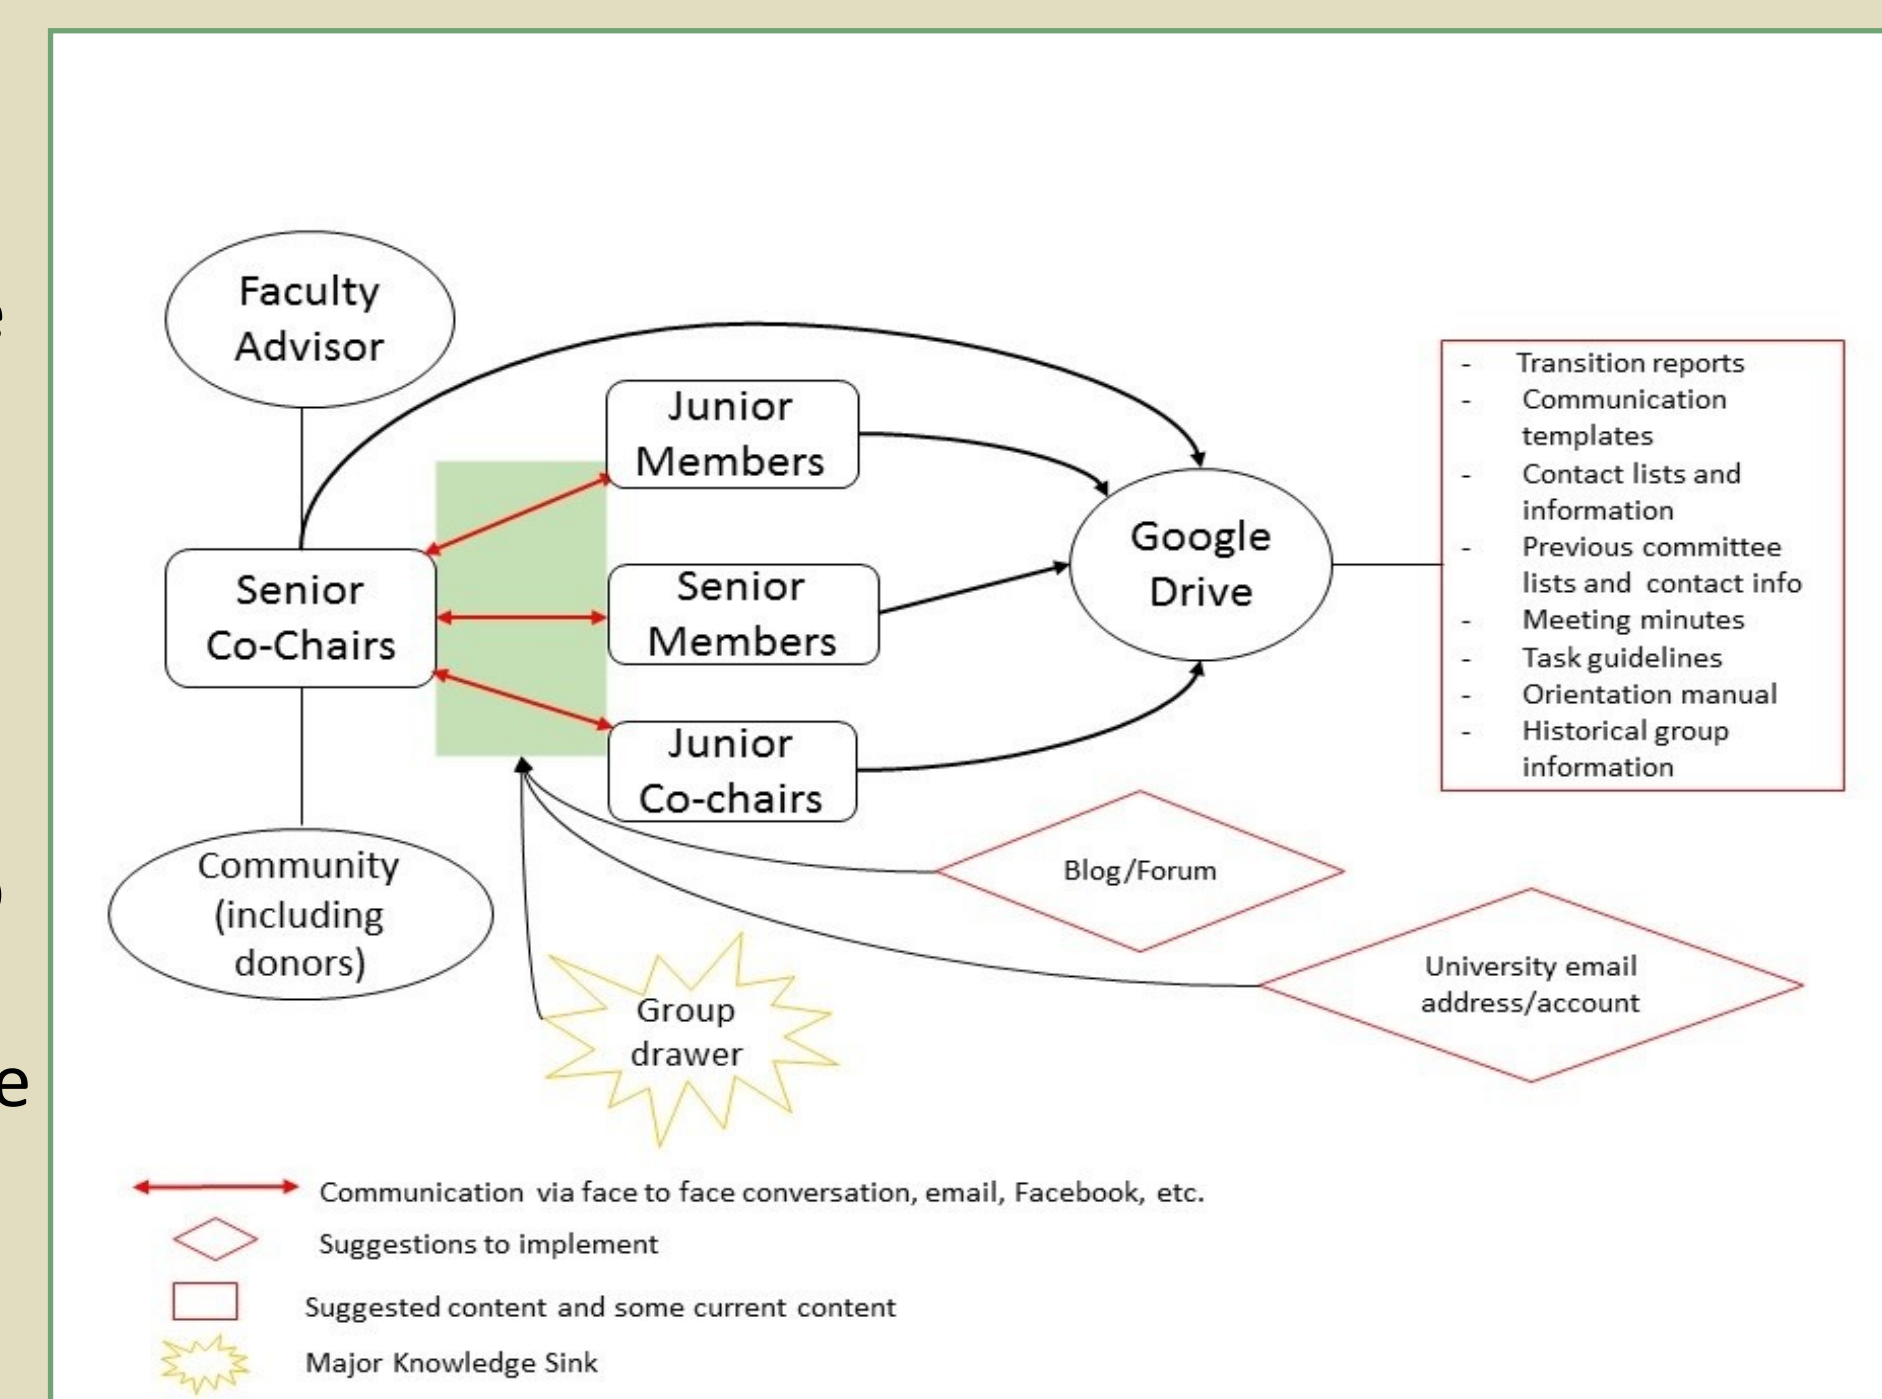 Faculty
Advisor
Junior
Members
Senior
Co-Chairs
Senior
Members
Junior
Co-chairs
Google
Drive
- Transition reports
- Communication
templates
- Contact lists and
information
- Previous committee
lists and contact info
- Meeting minutes
- Task guidelines
- Orientation manual
- Historical group
information
Community
(including
donors)
Blog/Forum
University email
address/account
Group
drawer
Communication via face to face conversation, email, Facebook, etc.
Suggestions to implement
Suggested content and some current content
Major Knowledge Sink